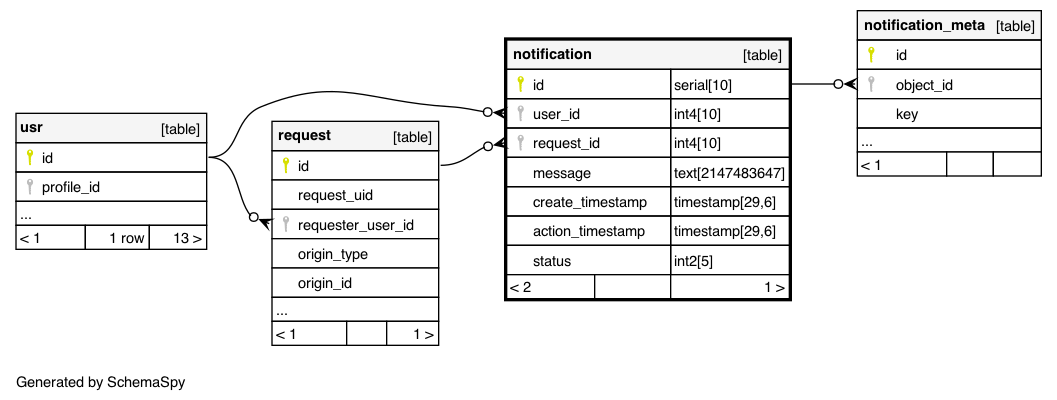 usr [table]
id
profile_id
...
< 1 1 row 13 >
request [table]
id
request_uid
requester_user_id
origin_type
origin_id
...
< 1 1 >
notification [table]
id serial[10]
user_id int4[10]
request_id int4[10]
message text[2147483647]
create_timestamp timestamp[29,6]
action_timestamp timestamp[29,6]
status int2[5]
< 2 1 >
notification_meta [table]
id
object_id
key
...
< 1
Generated by SchemaSpy